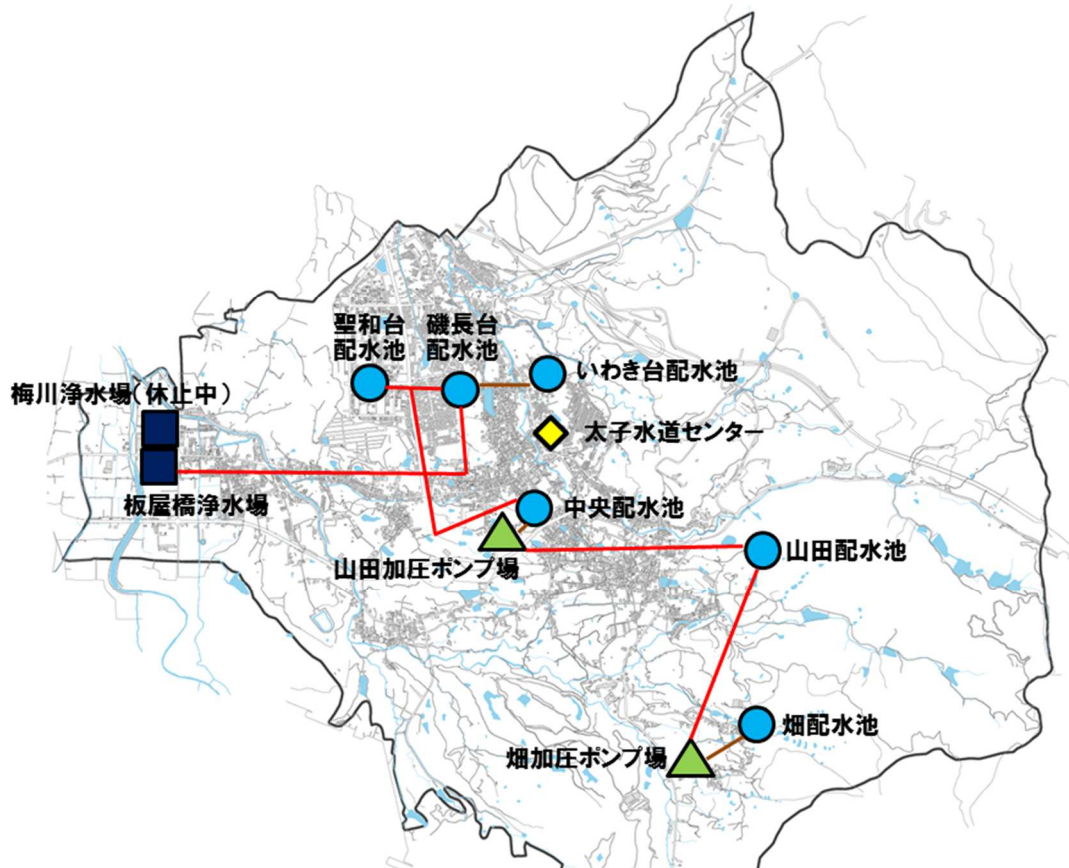 聖和台
配水池
磯長台
配水池
いわき台配水池
梅川浄水場(休止中)
太子水道センター
板屋橋浄水場
中央配水池
山田加圧ポンプ場
山田配水池
畑配水池
畑加圧ポンプ場